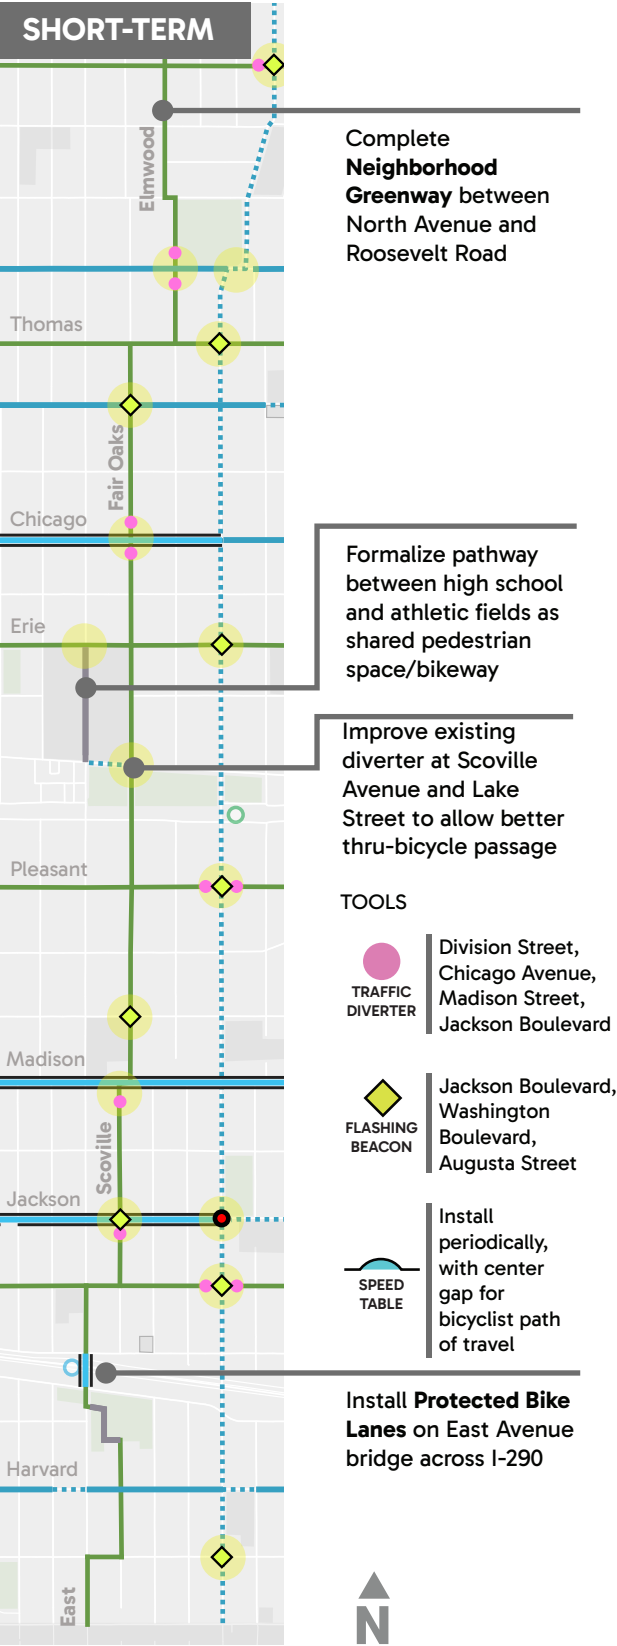 SHORT-TERM
Elmwood
Complete
Neighborhood
Greenway between
North Avenue and
Roosevelt Road
Thomas
Fair Oaks
Chicago
Formalize pathway
between high school
and athletic fields as
shared pedestrian
space/bikeway
Erie
Improve existing
diverter at Scoville
Avenue and Lake
Street to allow better
thru-bicycle passage
Pleasant
TOOLS
TRAFFIC
DIVERTER
Division Street,
Chicago Avenue,
Madison Street,
Jackson Boulevard
Madison
FLASHING
BEACON
Jackson Boulevard,
Washington
Boulevard,
Augusta Street
Scoville
Jackson
SPEED
TABLE
Install
periodically,
with center
gap for
bicyclist path
of travel
Install Protected Bike
Lanes on East Avenue
bridge across I-290
Harvard
East
N